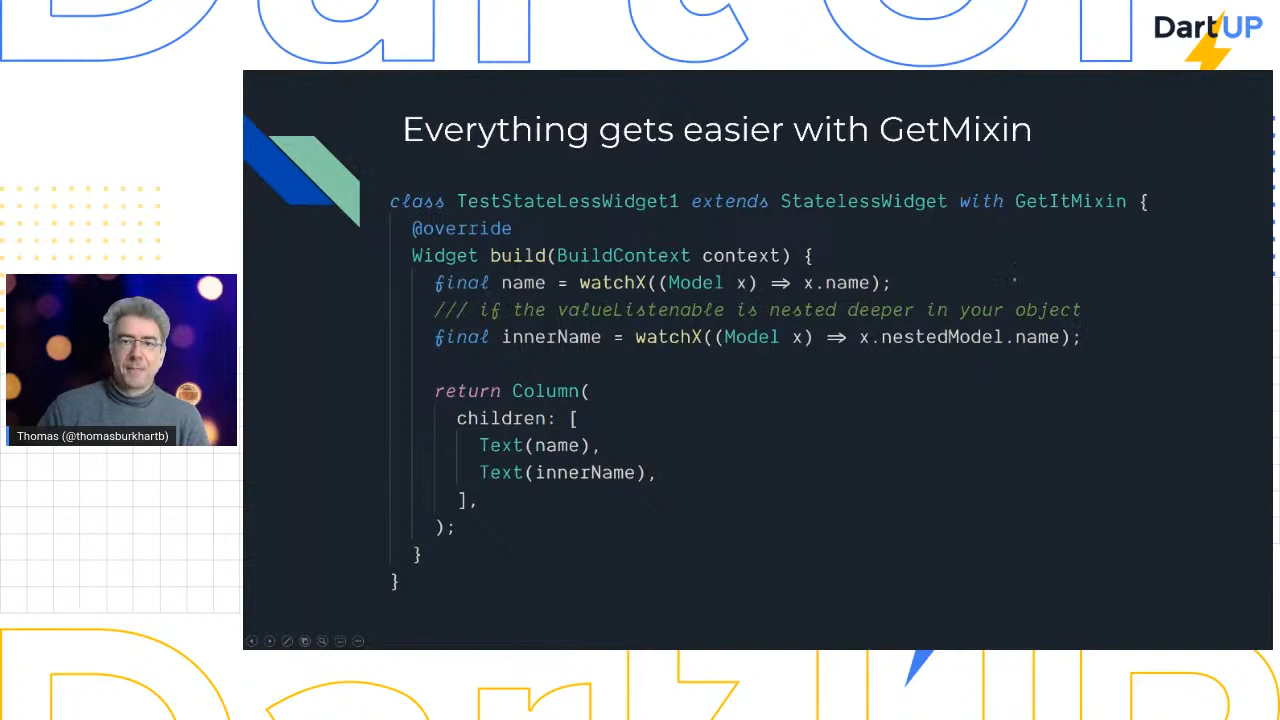 DartUP
Everything gets easier with GetMixin
class TestStateLessWidget1 extends StatelessWidget with GetItMixin {
@override
Widget build(BuildContext context) {
final name = watchX((Model x) => x.name);
/// if the valueListenable is nested deeper in your object
final innerName = watchX((Model x) => x.nestedModel.name);
return Column(
children: [
Text(name),
Text(innerName),
],
);
}
}
Thomas (@thomasburkhartb)